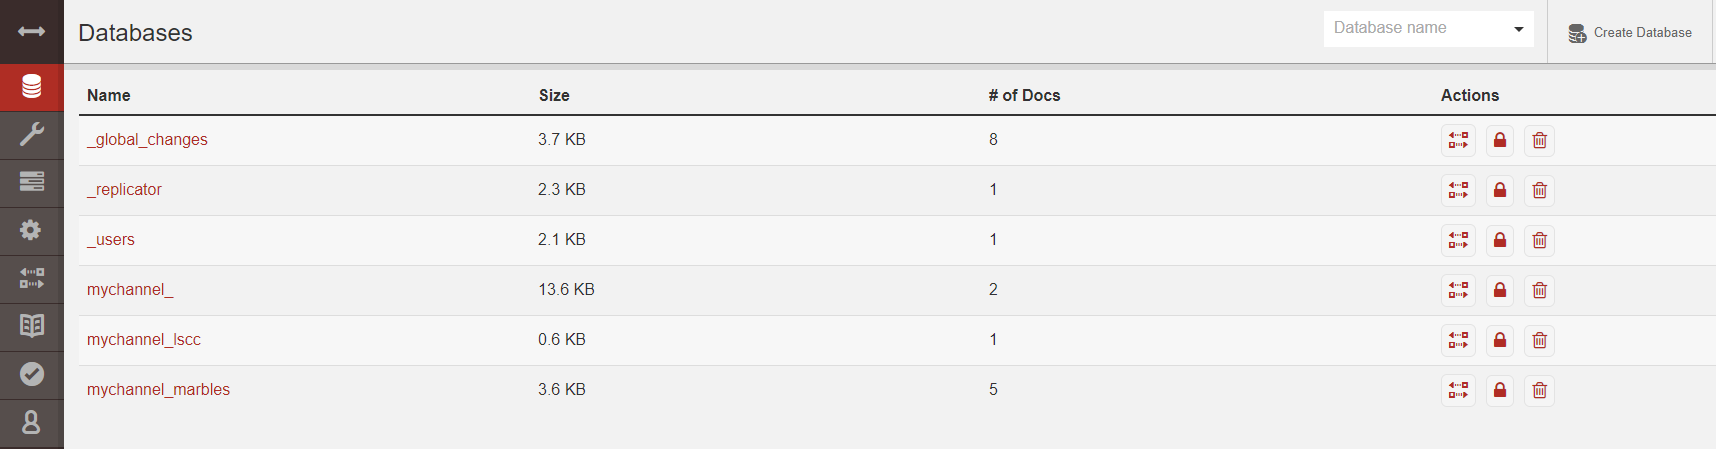 Databases
Database name
Create Database
Name Size # of Docs Actions
_global_changes 3.7 KB 8
_replicator 2.3 KB 1
_users 2.1 KB 1
mychannel_ 13.6 KB 2
mychannel_lscc 0.6 KB 1
mychannel_marbles 3.6 KB 5